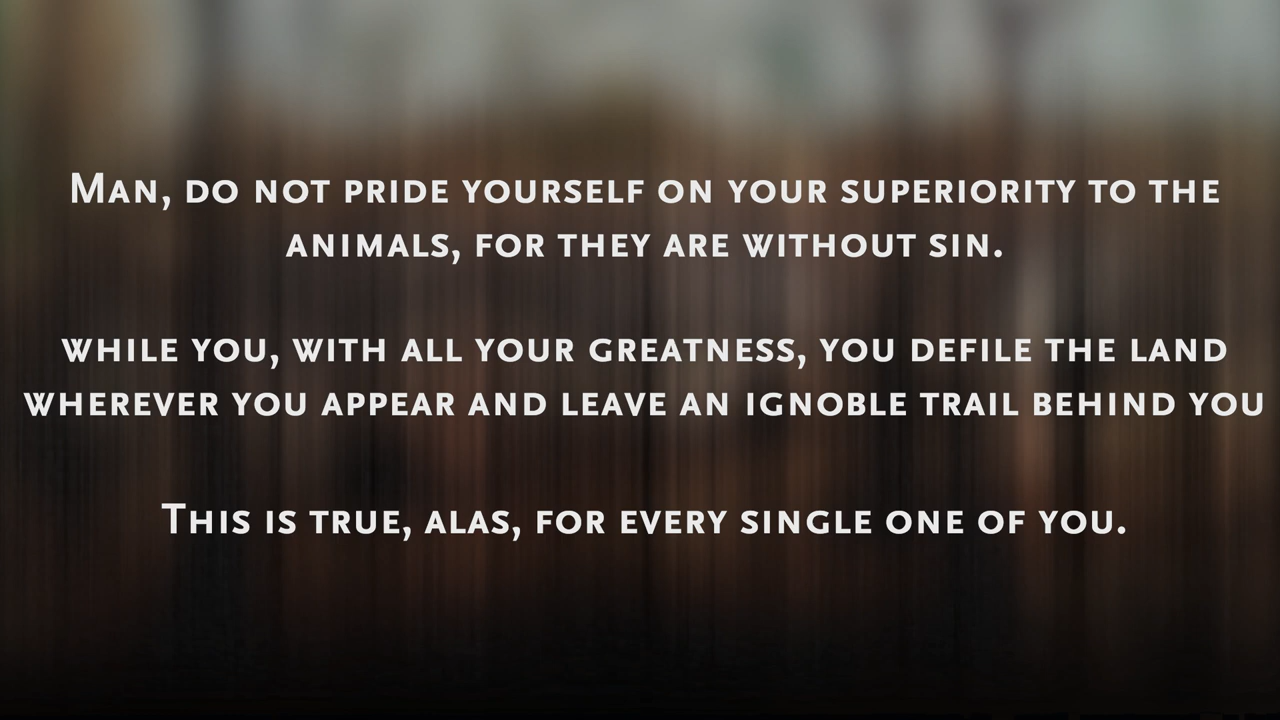 Man, do not pride yourself on your superiority to the
animals, for they are without sin.
while you, with all your greatness, you defile the land
wherever you appear and leave an ignoble trail behind you
This is true, alas, for every single one of you.